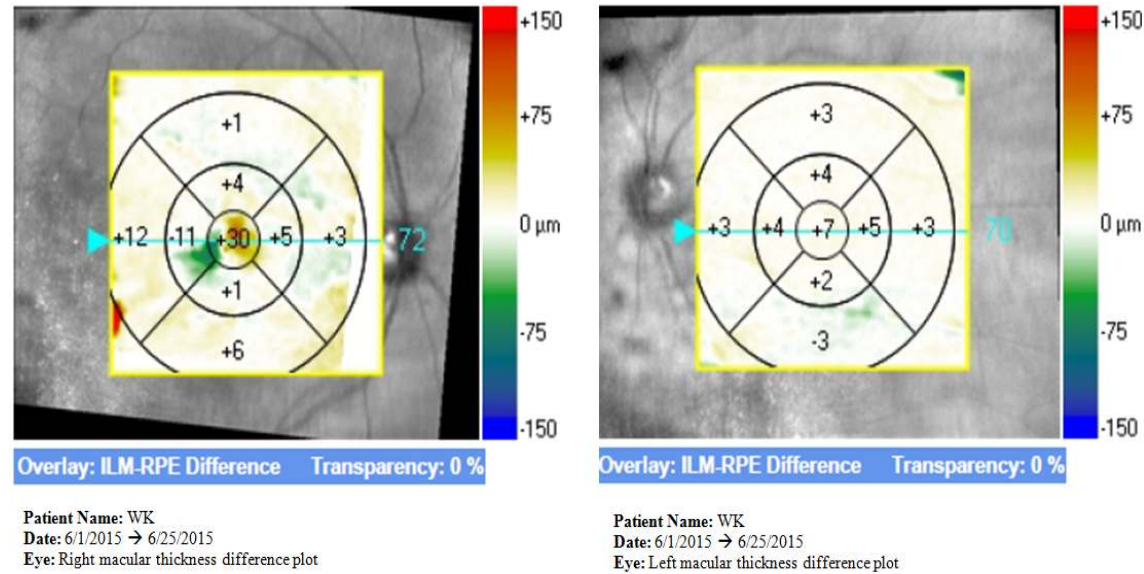 +150
+75
0 µm
-75
-150
+1
+4
+12 -11 +30 +5 +3 72
+1
+6
Overlay: ILM-RPE Difference Transparency: 0 %
Patient Name: WK
Date: 6/1/2015 → 6/25/2015
Eye: Right macular thickness difference plot
+150
+75
0 µm
-75
-150
+3
+4
+3 +4 +7 +5 +3 70
+2
-3
Overlay: ILM-RPE Difference Transparency: 0 %
Patient Name: WK
Date: 6/1/2015 → 6/25/2015
Eye: Left macular thickness difference plot